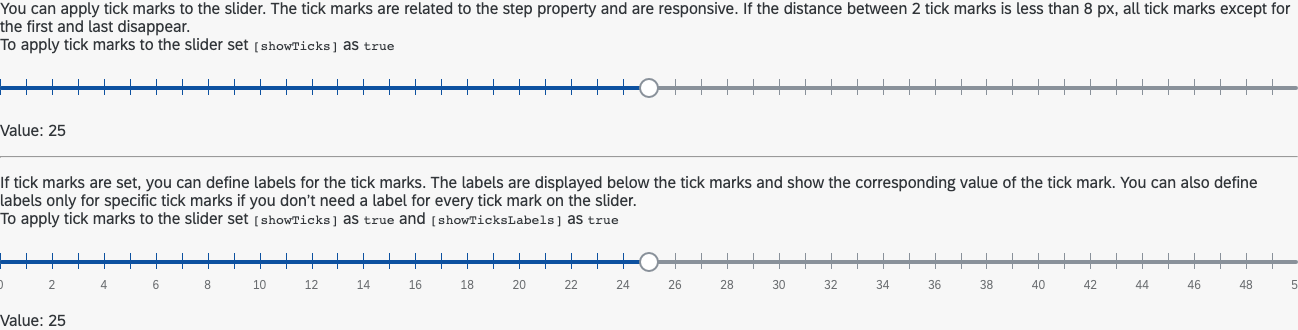 You can apply tick marks to the slider. The tick marks are related to the step property and are responsive. If the distance between 2 tick marks is less than 8 px, all tick marks except for
the first and last disappear.
To apply tick marks to the slider set [showTicks] as true
Value: 25
If tick marks are set, you can define labels for the tick marks. The labels are displayed below the tick marks and show the corresponding value of the tick mark. You can also define
labels only for specific tick marks if you don’t need a label for every tick mark on the slider.
To apply tick marks to the slider set [showTicks] as true and [showTicksLabels] as true
0 2 4 6 8 10 12 14 16 18 20 22 24 26 28 30 32 34 36 38 40 42 44 46 48 5
Value: 25